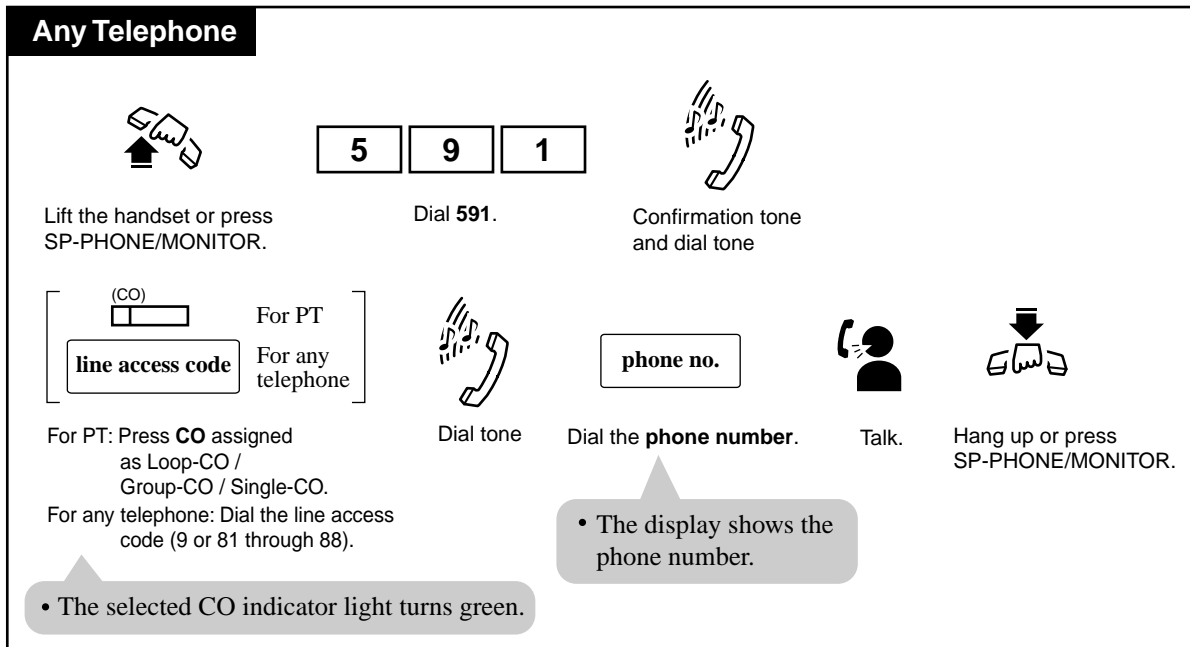 Any Telephone
5 9 1
Lift the handset or press
SP-PHONE/MONITOR.
Dial 591.
Confirmation tone
and dial tone
(CO)
For PT
line access code
For any
telephone
phone no.
For PT: Press CO assigned
as Loop-CO /
Group-CO / Single-CO.
For any telephone: Dial the line access
code (9 or 81 through 88).
Dial tone
Dial the phone number.
Talk.
Hang up or press
SP-PHONE/MONITOR.
• The display shows the
phone number.
• The selected CO indicator light turns green.